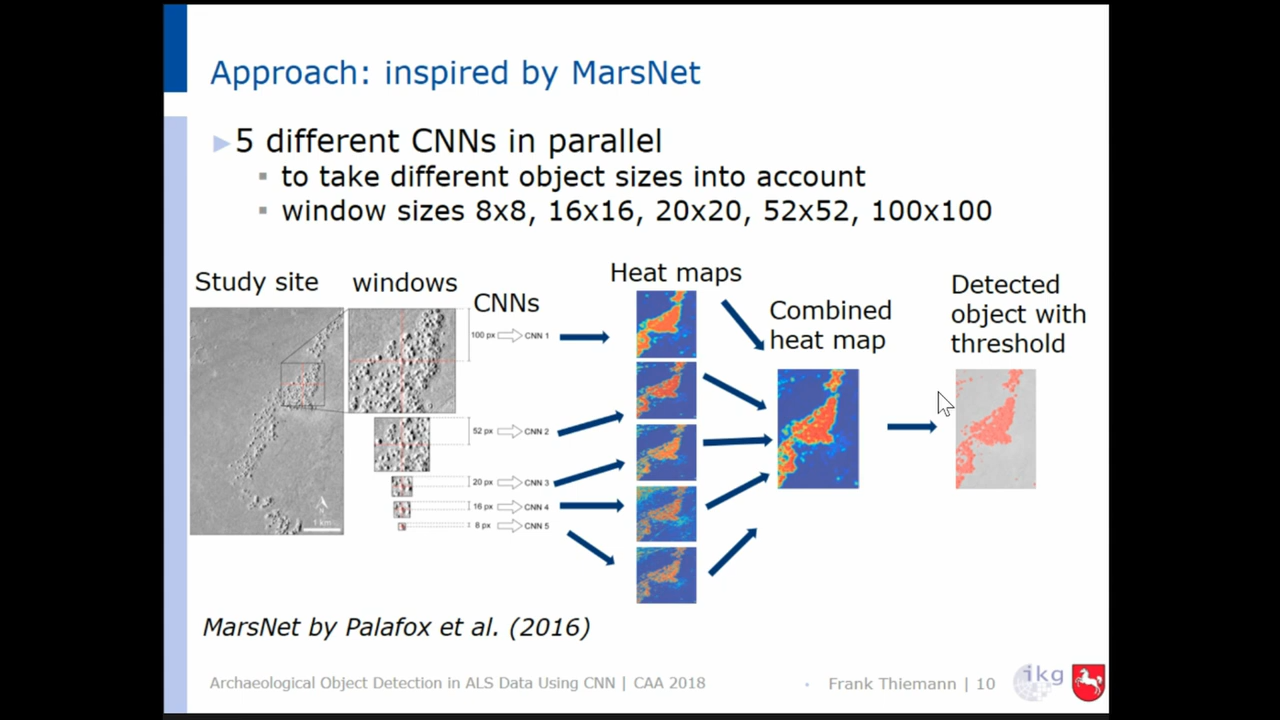 Approach: inspired by MarsNet
5 different CNNs in parallel
to take different object sizes into account
window sizes 8x8, 16x16, 20x20, 52x52, 100x100
Study site
windows
CNNs
Heat maps
Combined
heat map
Detected
object with
threshold
100 px CNN 1
52 px CNN 2
20 px CNN 3
16 px CNN 4
8 px CNN 5
1 km
MarsNet by Palafox et al. (2016)
Archaeological Object Detection in ALS Data Using CNN | CAA 2018
Frank Thiemann | 10
ikg